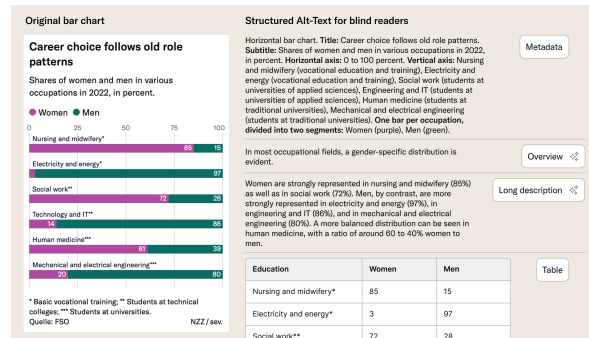 Original bar chart
Career choice follows old role
patterns
Shares of women and men in various
occupations in 2022, in percent.
Women Men
0 25 50 75 100
Nursing and midwifery*
85 15
Electricity and energy*
97
Social work**
72 28
Technology and IT**
14 86
Human medicine***
61 39
Mechanical and electrical engineering***
20 80
* Basic vocational training; ** Students at technical
colleges; *** Students at universities.
Quelle: FSO NZZ / sev.
Structured Alt-Text for blind readers
Horizontal bar chart. Title: Career choice follows old role patterns.
Subtitle: Shares of women and men in various occupations in 2022,
in percent. Horizontal axis: 0 to 100 percent. Vertical axis: Nursing
and midwifery (vocational education and training), Electricity and
energy (vocational education and training), Social work (students at
universities of applied sciences), Engineering and IT (students at
universities of applied sciences), Human medicine (students at
traditional universities), Mechanical and electrical engineering
(students at traditional universities). One bar per occupation,
divided into two segments: Women (purple), Men (green).
Metadata
In most occupational fields, a gender-specific distribution is
evident.
Overview
Women are strongly represented in nursing and midwifery (85%)
as well as in social work (72%). Men, by contrast, are more
strongly represented in electricity and energy (97%), in
engineering and IT (86%), and in mechanical and electrical
engineering (80%). A more balanced distribution can be seen in
human medicine, with a ratio of around 60 to 40% women to
men.
Long description
Education Women Men
Nursing and midwifery* 85 15
Electricity and energy* 3 97
Social work** 72 28
Table